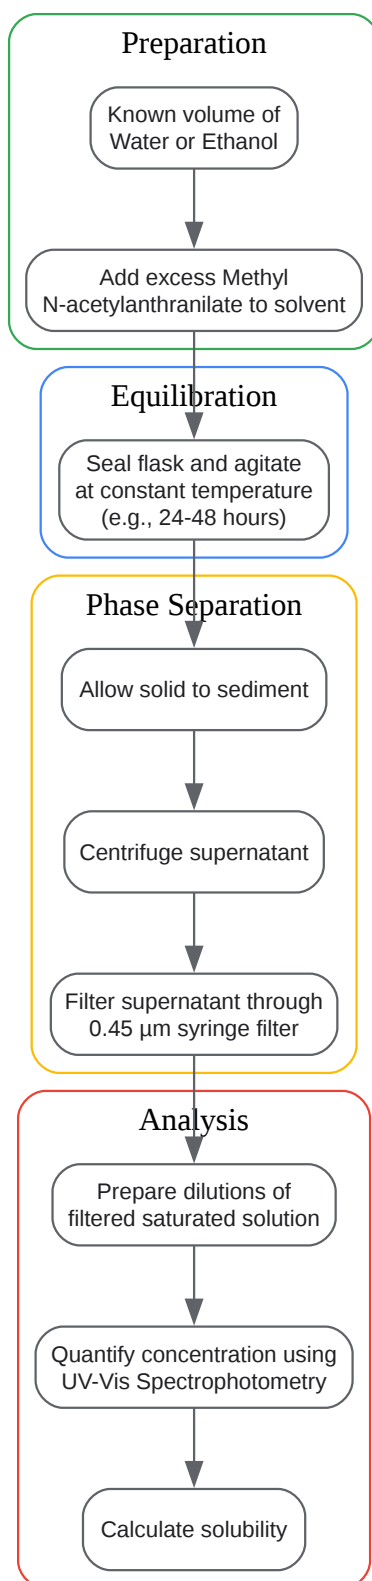 Preparation
Known volume of
Water or Ethanol
Add excess Methyl
N-acetylanthranilate to solvent
Equilibration
Seal flask and agitate
at constant temperature
(e.g., 24-48 hours)
Phase Separation
Allow solid to sediment
Centrifuge supernatant
Filter supernatant through
0.45 µm syringe filter
Analysis
Prepare dilutions of
filtered saturated solution
Quantify concentration using
UV-Vis Spectrophotometry
Calculate solubility